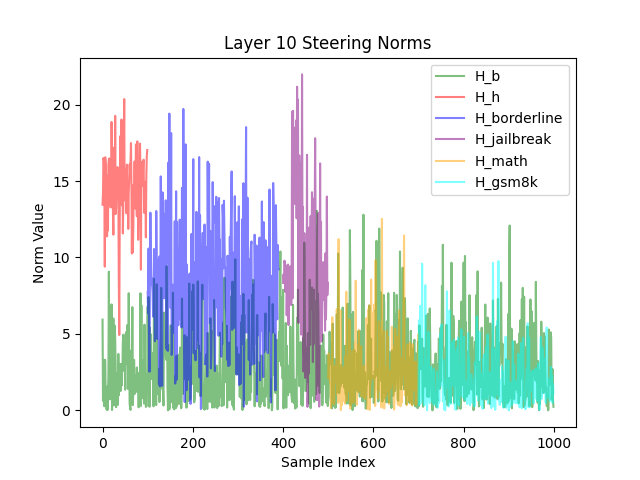 Layer 10 Steering Norms
Norm Value
20
15
10
5
0
H_b
H_h
H_borderline
H_jailbreak
H_math
H_gsm8k
0 200 400 600 800 1000
Sample Index